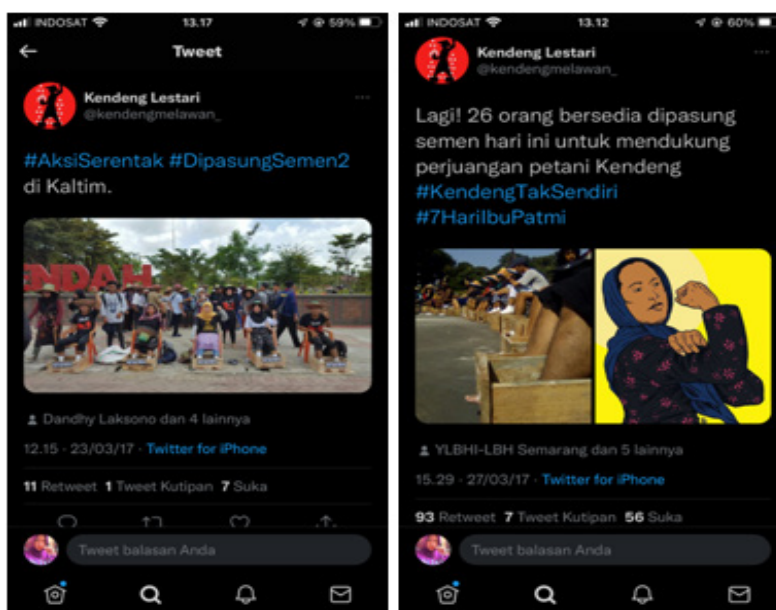 INDOSAT 13.17 59%
Tweet
Kendeng Lestari
@kendengmelawan_
#AksiSerentak #DipasungSemen2
di Kaltim.
ENDAH
Dandhy Laksono dan 4 lainnya
12.15 · 23/03/17 · Twitter for iPhone
11 Retweet 1 Tweet Kutipan 7 Suka
Tweet balasan Anda
INDOSAT 13.12 60%
Kendeng Lestari
@kendengmelawan_
Lagi! 26 orang bersedia dipasung
semen hari ini untuk mendukung
perjuangan petani Kendeng
#KendengTakSendiri
#7HariIbuPatmi
YLBHI-LBH Semarang dan 5 lainnya
15.29 · 27/03/17 · Twitter for iPhone
93 Retweet 7 Tweet Kutipan 56 Suka
Tweet balasan Anda